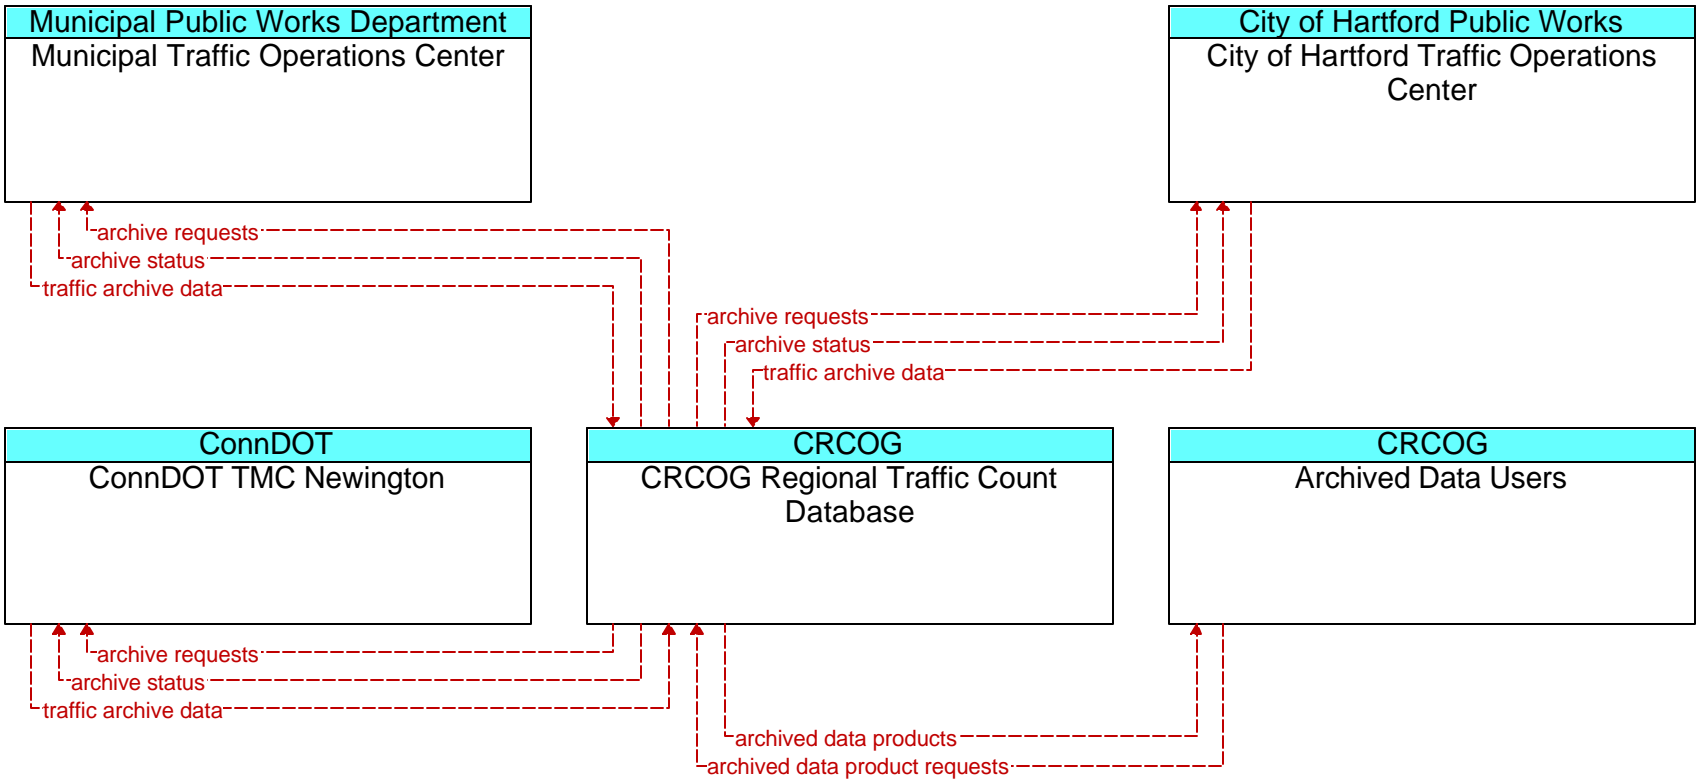 Municipal Public Works Department
Municipal Traffic Operations Center
City of Hartford Public Works
City of Hartford Traffic Operations
Center
archive requests
archive status
traffic archive data
archive requests
archive status
traffic archive data
ConnDOT
ConnDOT TMC Newington
CRCOG
CRCOG Regional Traffic Count
Database
CRCOG
Archived Data Users
archive requests
archive status
traffic archive data
archived data products
archived data product requests